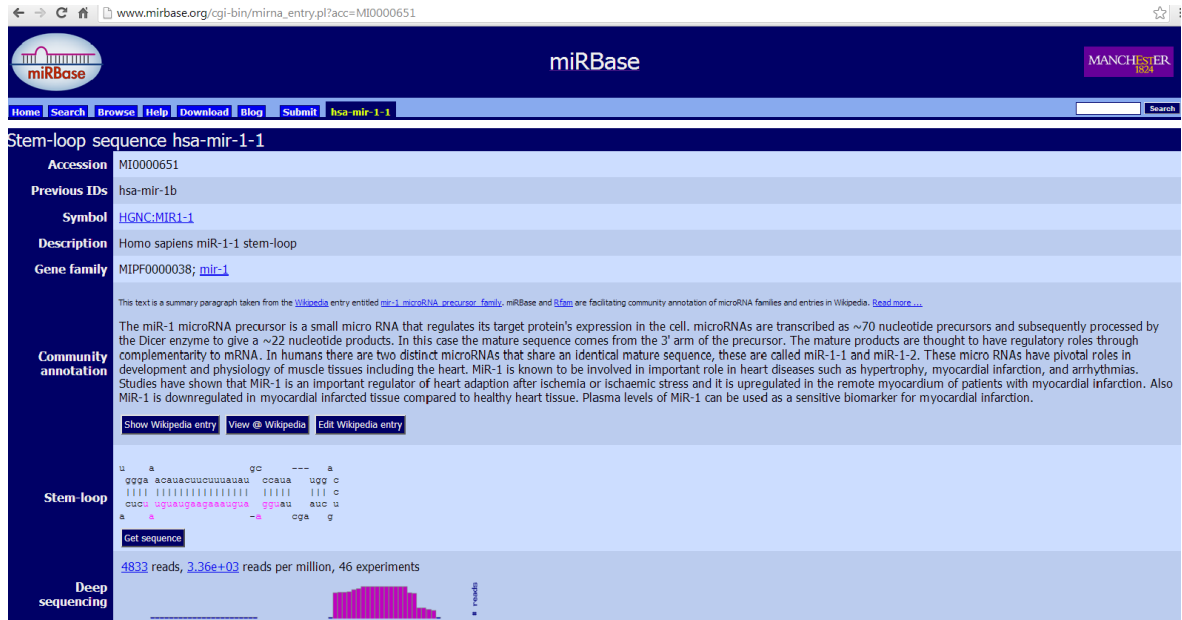 www.mirbase.org/cgi-bin/mirna_entry.pl?acc=MI0000651
miRBase
miRBase
MANCHESTER
1824
Home Search Browse Help Download Blog Submit hsa-mir-1-1
Search
Stem-loop sequence hsa-mir-1-1
Accession MI0000651
Previous IDs hsa-mir-1b
Symbol HGNC:MIR1-1
Description Homo sapiens miR-1-1 stem-loop
Gene family MIPF0000038; mir-1
Community annotation
This text is a summary paragraph taken from the Wikipedia entry entitled mir-1_microRNA_precursor_family. miRBase and Rfam are facilitating community annotation of microRNA families and entries in Wikipedia. Read more ...
The miR-1 microRNA precursor is a small micro RNA that regulates its target protein's expression in the cell. microRNAs are transcribed as ~70 nucleotide precursors and subsequently processed by
the Dicer enzyme to give a ~22 nucleotide products. In this case the mature sequence comes from the 3' arm of the precursor. The mature products are thought to have regulatory roles through
complementarity to mRNA. In humans there are two distinct microRNAs that share an identical mature sequence, these are called miR-1-1 and miR-1-2. These micro RNAs have pivotal roles in
development and physiology of muscle tissues including the heart. MiR-1 is known to be involved in important role in heart diseases such as hypertrophy, myocardial infarction, and arrhythmias.
Studies have shown that MiR-1 is an important regulator of heart adaption after ischemia or ischaemic stress and it is upregulated in the remote myocardium of patients with myocardial infarction. Also
MiR-1 is downregulated in myocardial infarcted tissue compared to healthy heart tissue. Plasma levels of MiR-1 can be used as a sensitive biomarker for myocardial infarction.
Show Wikipedia entry View @ Wikipedia Edit Wikipedia entry
Stem-loop
u    a                gc    ---   a
 ggga acauacuucuuuauau  ccaua   ugg c
 |||| ||||||||||||||||  |||||   ||| c
 cucu uguaugaagaaaugua  gguau   auc u
a    a                -a     cga   g
Get sequence
4833 reads, 3.36e+03 reads per million, 46 experiments
Deep sequencing
# reads